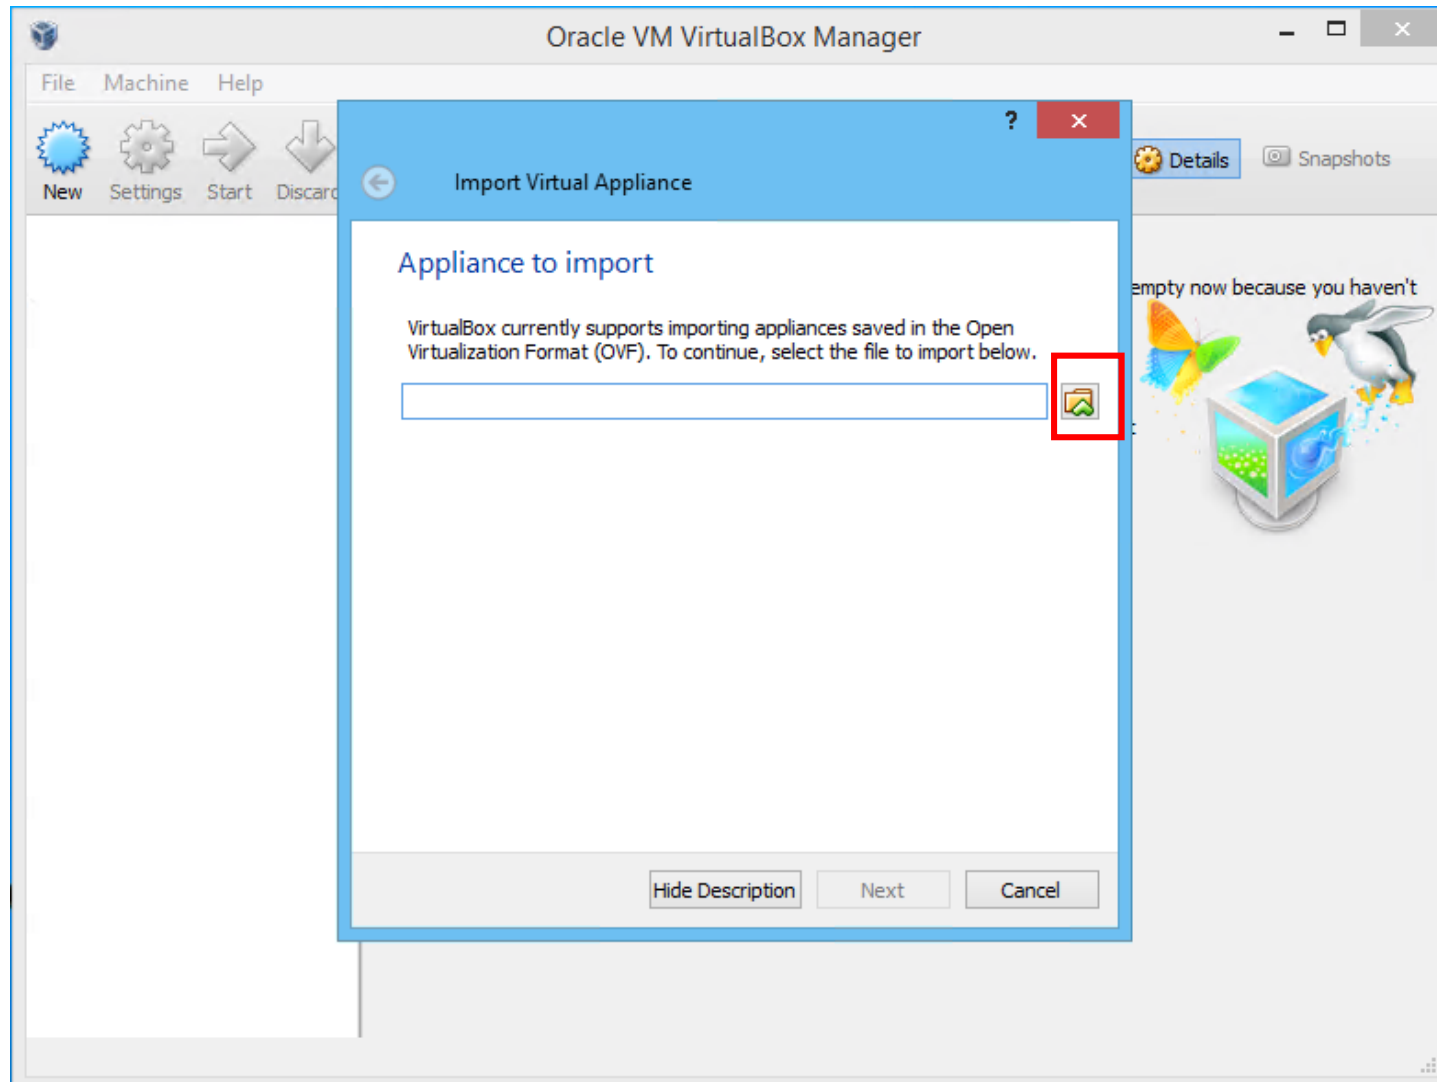 Oracle VM VirtualBox Manager
File Machine Help
New Settings Start Discard
Details Snapshots
?
Import Virtual Appliance
Appliance to import
VirtualBox currently supports importing appliances saved in the Open
Virtualization Format (OVF). To continue, select the file to import below.
empty now because you haven't
Hide Description Next Cancel